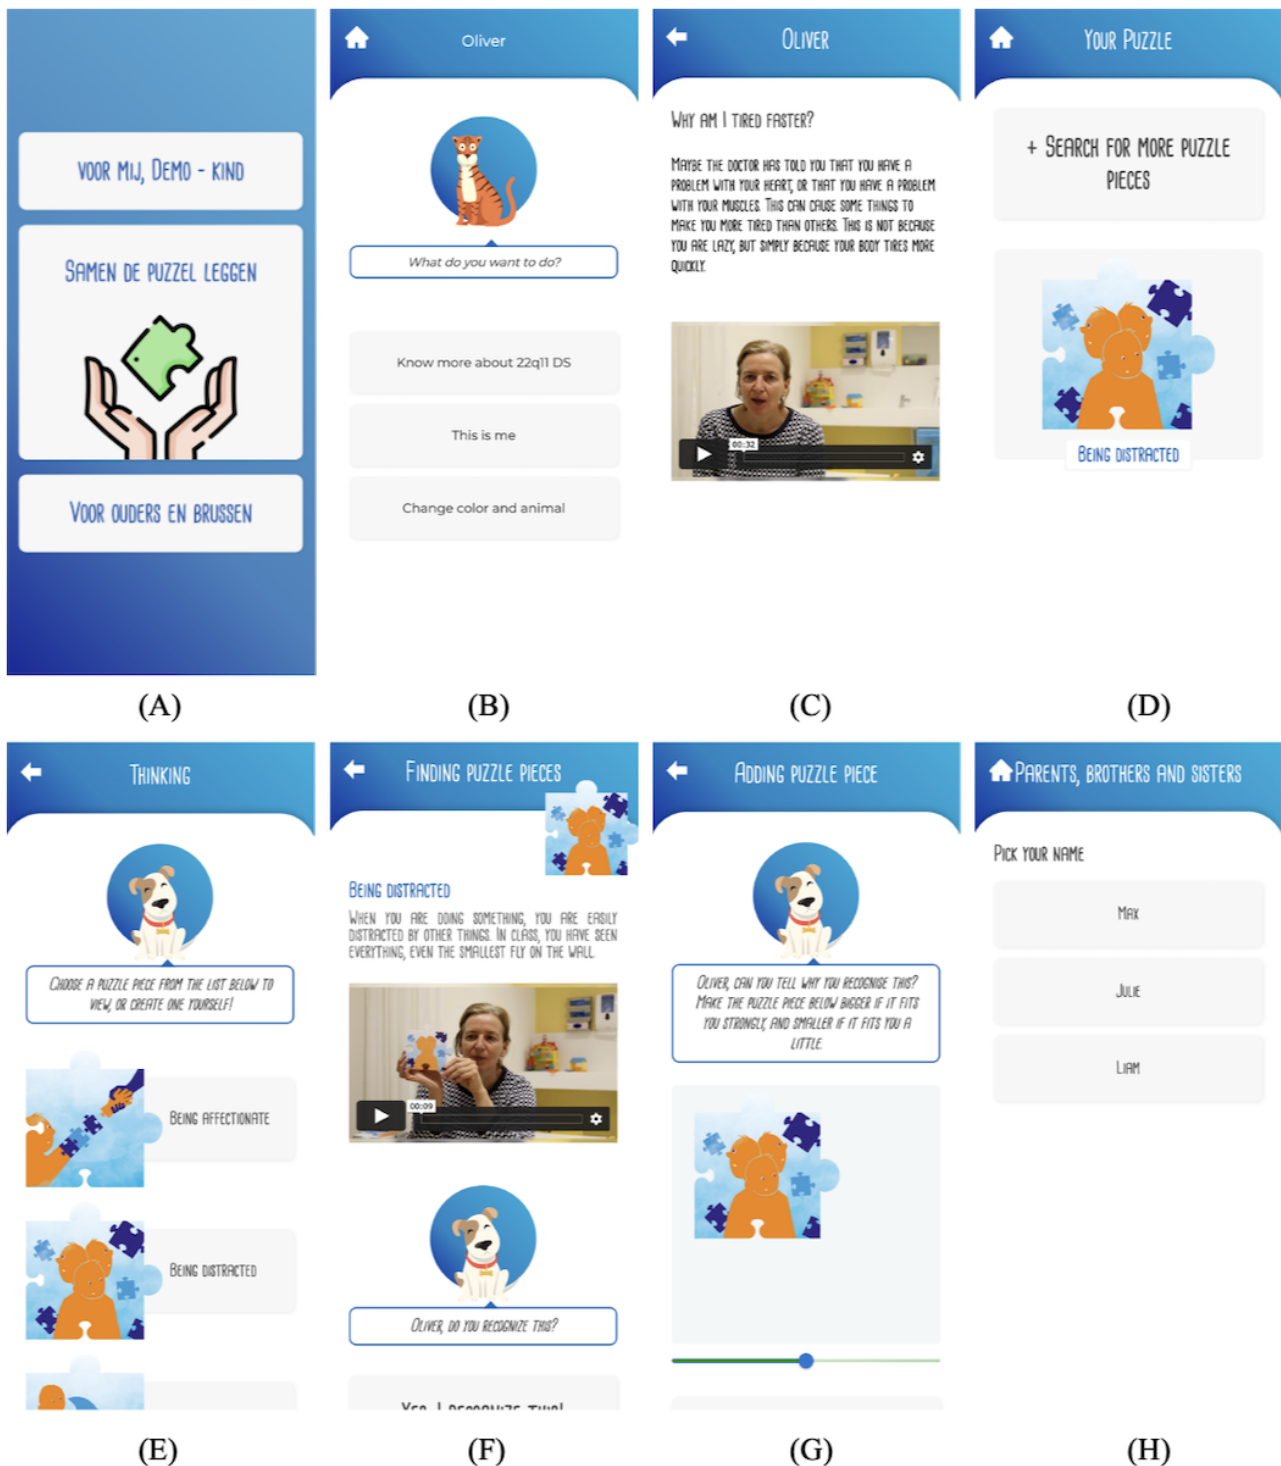 VOOR MIJ, DEMO - KIND
SAMEN DE PUZZEL LEGGEN
VOOR OUDERS EN BRUSSEN
(A)
Oliver
What do you want to do?
Know more about 22q11 DS
This is me
Change color and animal
(B)
OLIVER
WHY AM I TIRED FASTER?
MAYBE THE DOCTOR HAS TOLD YOU THAT YOU HAVE A
PROBLEM WITH YOUR HEART, OR THAT YOU HAVE A PROBLEM
WITH YOUR MUSCLES. THIS CAN CAUSE SOME THINGS TO
MAKE YOU MORE TIRED THAN OTHERS. THIS IS NOT BECAUSE
YOU ARE LAZY, BUT SIMPLY BECAUSE YOUR BODY TIRES MORE
QUICKLY.
00:32
(C)
YOUR PUZZLE
+ SEARCH FOR MORE PUZZLE
PIECES
BEING DISTRACTED
(D)
THINKING
CHOOSE A PUZZLE PIECE FROM THE LIST BELOW TO
VIEW, OR CREATE ONE YOURSELF!
BEING AFFECTIONATE
BEING DISTRACTED
(E)
FINDING PUZZLE PIECES
BEING DISTRACTED
WHEN YOU ARE DOING SOMETHING, YOU ARE EASILY
DISTRACTED BY OTHER THINGS. IN CLASS, YOU HAVE SEEN
EVERYTHING, EVEN THE SMALLEST FLY ON THE WALL.
00:09
OLIVER, DO YOU RECOGNIZE THIS?
YES, I RECOGNIZE THIS!
(F)
ADDING PUZZLE PIECE
OLIVER, CAN YOU TELL WHY YOU RECOGNISE THIS?
MAKE THE PUZZLE PIECE BELOW BIGGER IF IT FITS
YOU STRONGLY, AND SMALLER IF IT FITS YOU A
LITTLE.
(G)
PARENTS, BROTHERS AND SISTERS
PICK YOUR NAME
MAX
JULIE
LIAM
(H)